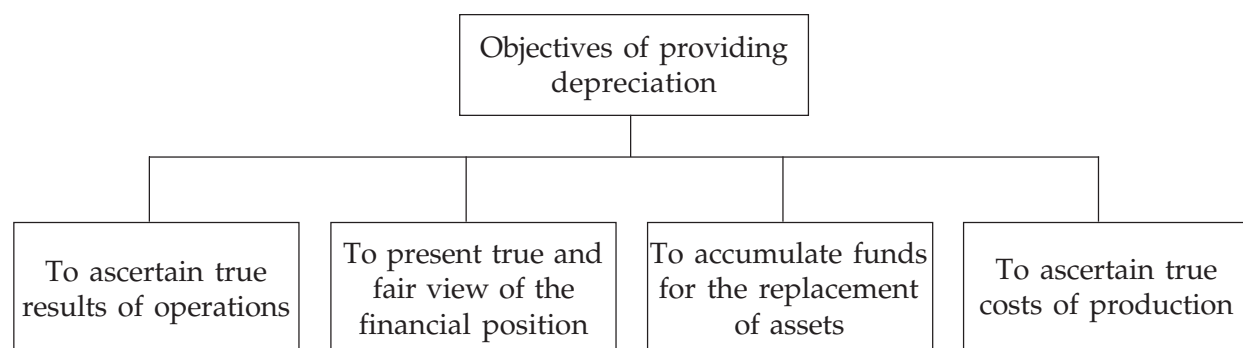 Objectives of providing
depreciation
To ascertain true
results of operations
To present true and
fair view of the
financial position
To accumulate funds
for the replacement
of assets
To ascertain true
costs of production